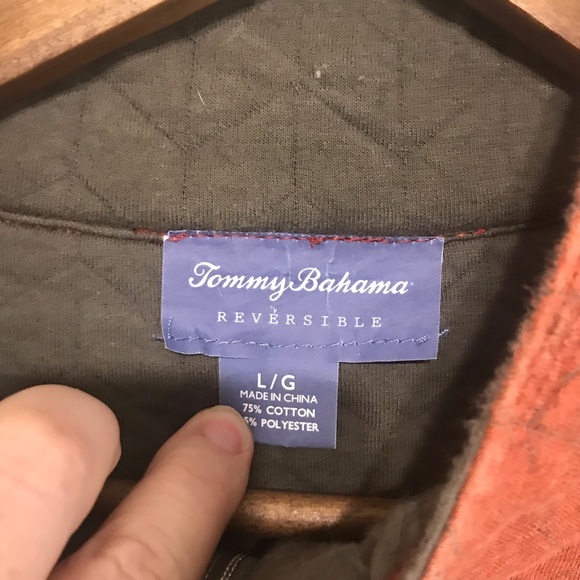 Tommy Bahama
REVERSIBLE
L/G
MADE IN CHINA
75% COTTON
5% POLYESTER